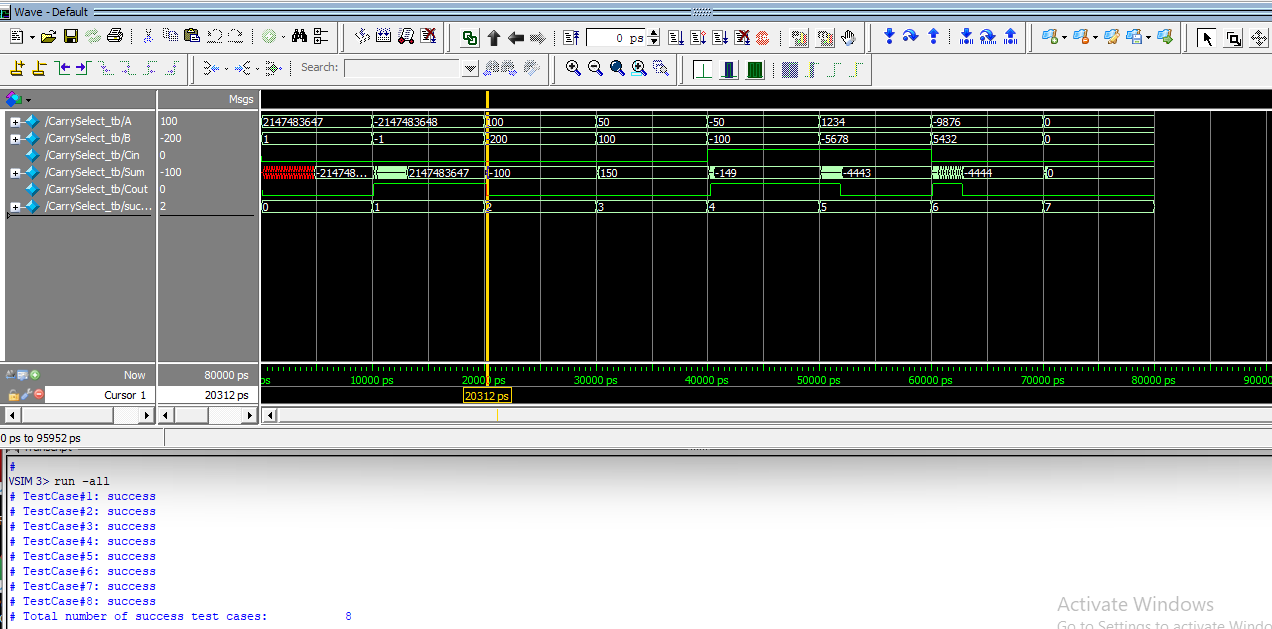 Wave - Default
0 ps
Search:
Msgs
/CarrySelect_tb/A 100 2147483647 -2147483648 100 50 -50 1234 -9876 0
/CarrySelect_tb/B -200 1 -1 -200 100 -100 -5678 5432 0
/CarrySelect_tb/Cin 0
/CarrySelect_tb/Sum -100 -214748... 2147483647 -100 150 -149 -4443 -4444 0
/CarrySelect_tb/Cout 0
/CarrySelect_tb/suc... 2 0 1 2 3 4 5 6 7
Now 80000 ps ps 10000 ps 20000 ps 30000 ps 40000 ps 50000 ps 60000 ps 70000 ps 80000 ps 90000
Cursor 1 20312 ps 20312 ps
0 ps to 95952 ps
Transcript
#
VSIM 3> run -all
# TestCase#1: success
# TestCase#2: success
# TestCase#3: success
# TestCase#4: success
# TestCase#5: success
# TestCase#6: success
# TestCase#7: success
# TestCase#8: success
# Total number of success test cases: 8
Activate Windows
Go to Settings to activate Windo